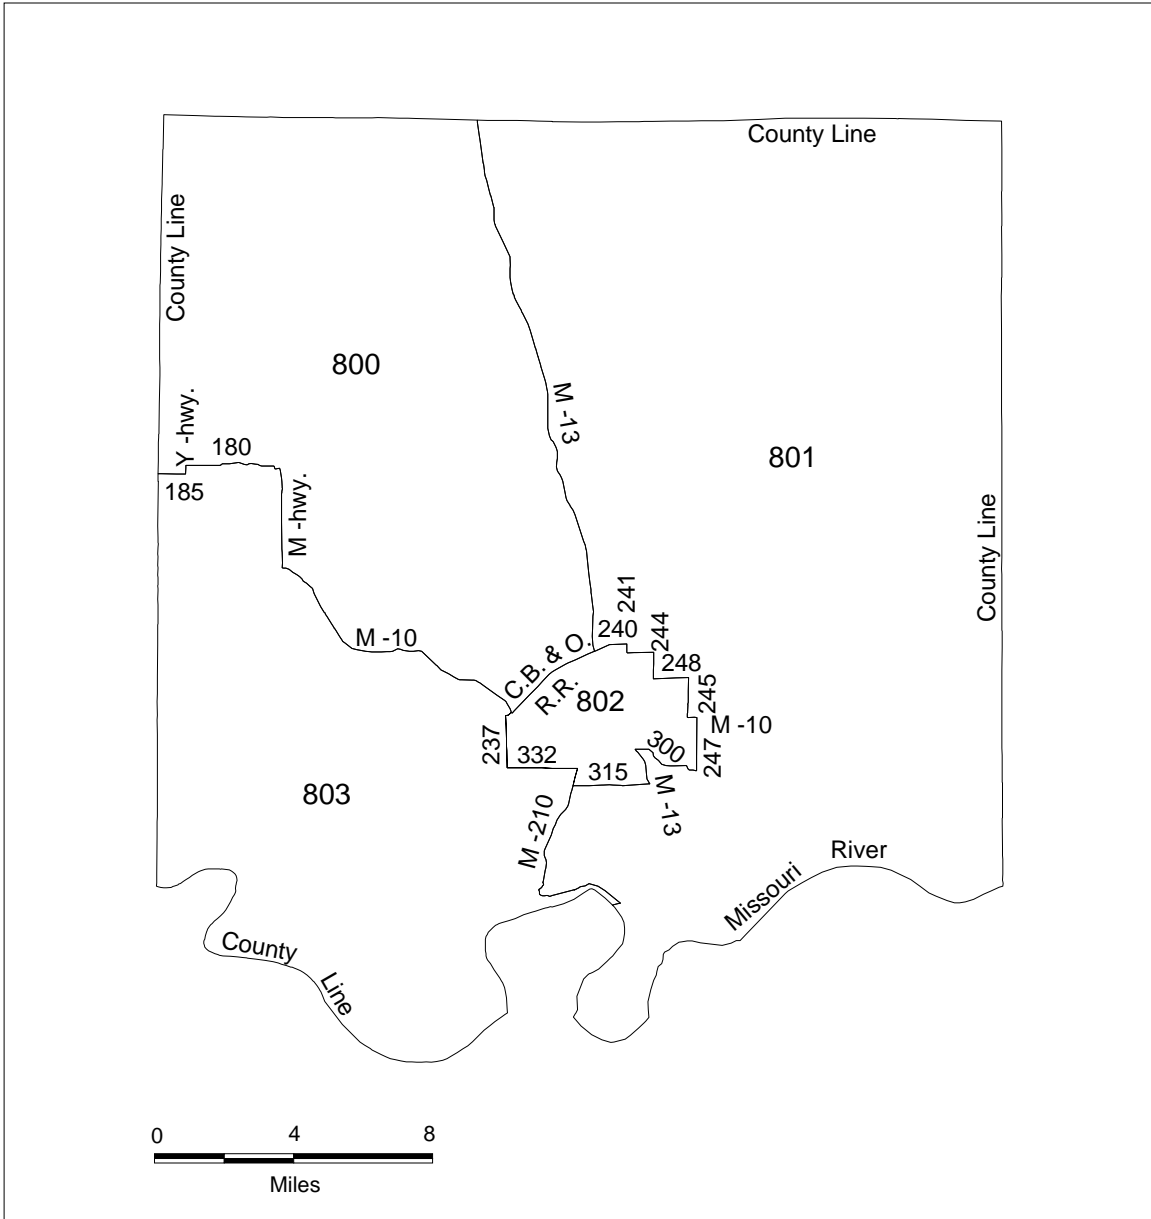 County Line
County Line
800
M -13
Y -hwy.
180
801
185
M -hwy.
County Line
241
240
244
M -10
C.B. & O.
R.R.
248
802
245
M -10
237
332
300
247
315
M -13
803
M -210
River
Missouri
County
Line
0 4 8
Miles